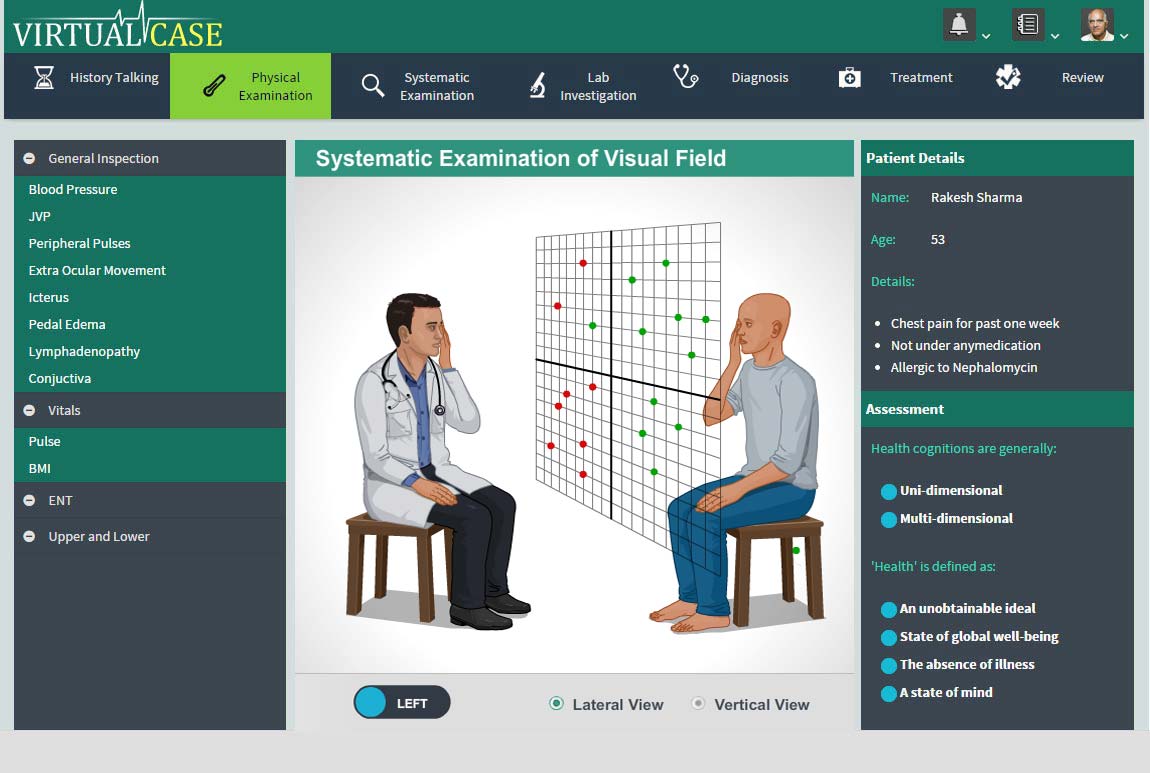 VIRTUAL CASE
History Talking
Physical
Examination
Systematic
Examination
Lab
Investigation
Diagnosis
Treatment
Review
General Inspection
Blood Pressure
JVP
Peripheral Pulses
Extra Ocular Movement
Icterus
Pedal Edema
Lymphadenopathy
Conjuctiva
Vitals
Pulse
BMI
ENT
Upper and Lower
Systematic Examination of Visual Field
LEFT
Lateral View
Vertical View
Patient Details
Name: Rakesh Sharma
Age: 53
Details:
Chest pain for past one week
Not under anymedication
Allergic to Nephalomycin
Assessment
Health cognitions are generally:
Uni-dimensional
Multi-dimensional
'Health' is defined as:
An unobtainable ideal
State of global well-being
The absence of illness
A state of mind